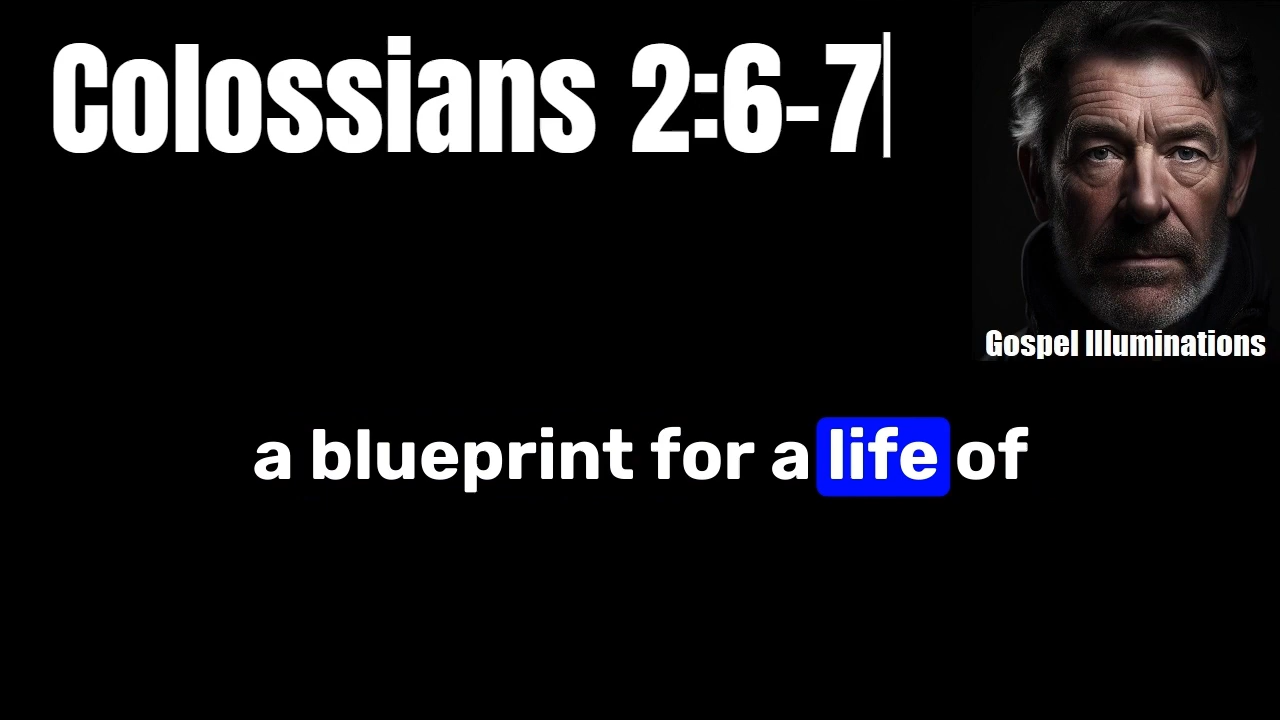 Colossians 2:6-7
Gospel Illuminations
a blueprint for a life of